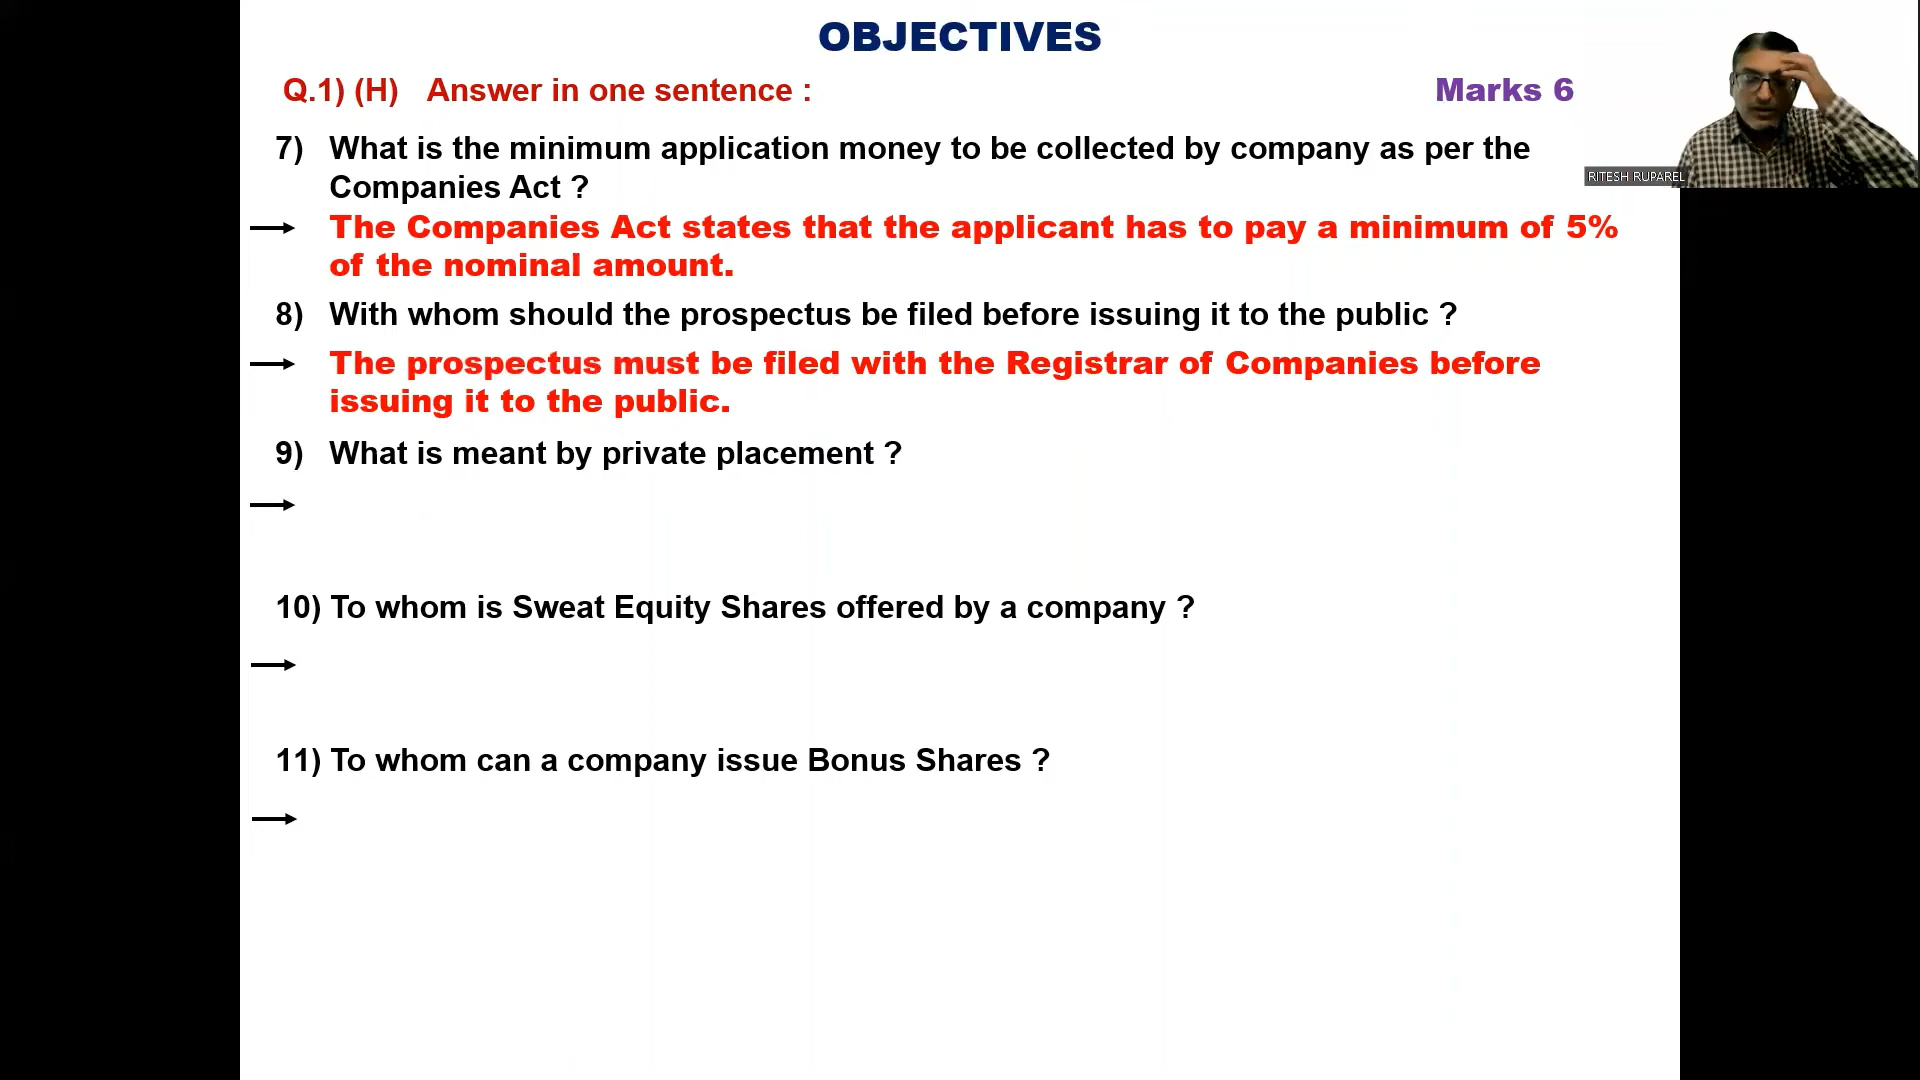 OBJECTIVES
Q.1) (H) Answer in one sentence :
Marks 6
7) What is the minimum application money to be collected by company as per the
Companies Act ?
The Companies Act states that the applicant has to pay a minimum of 5%
of the nominal amount.
8) With whom should the prospectus be filed before issuing it to the public ?
The prospectus must be filed with the Registrar of Companies before
issuing it to the public.
9) What is meant by private placement ?
10) To whom is Sweat Equity Shares offered by a company ?
11) To whom can a company issue Bonus Shares ?
RITESH RUPAREL